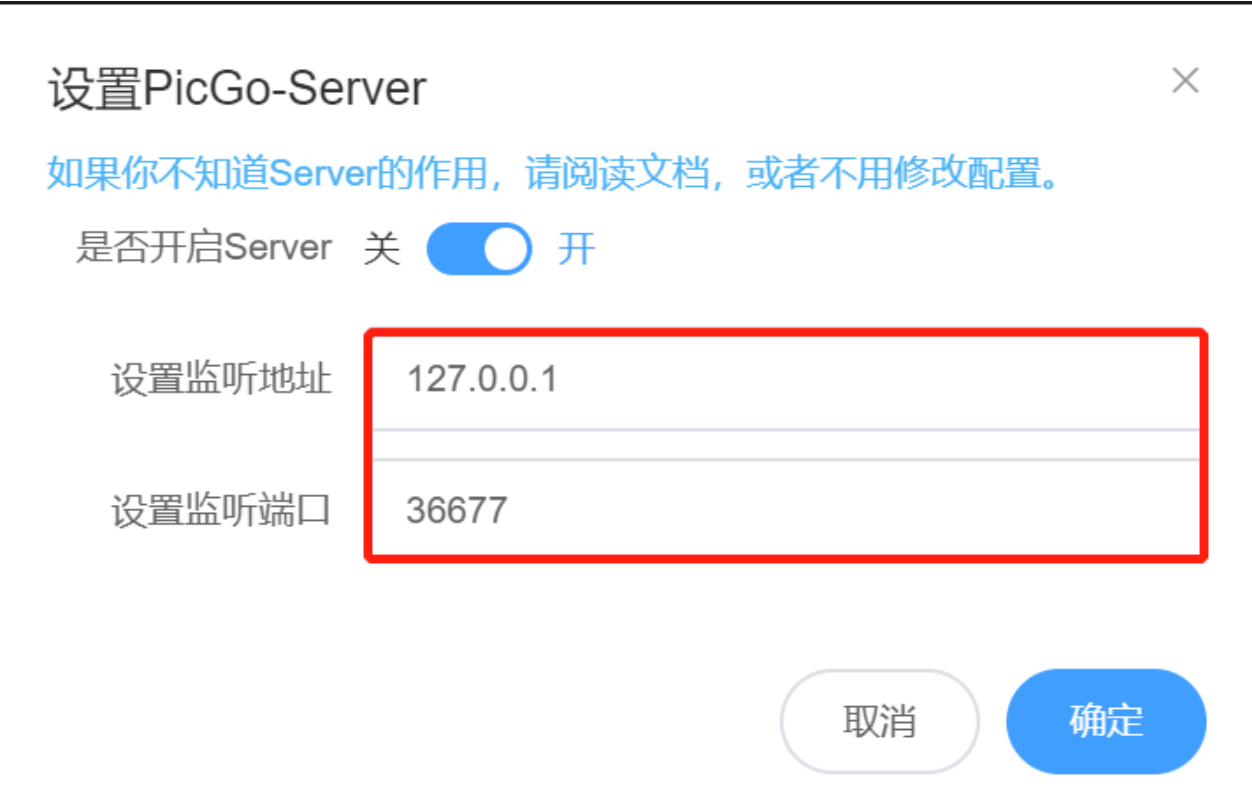 设置PicGo-Server
如果你不知道Server的作用，请阅读文档，或者不用修改配置。
是否开启Server 关 开
设置监听地址 127.0.0.1
设置监听端口 36677
取消 确定